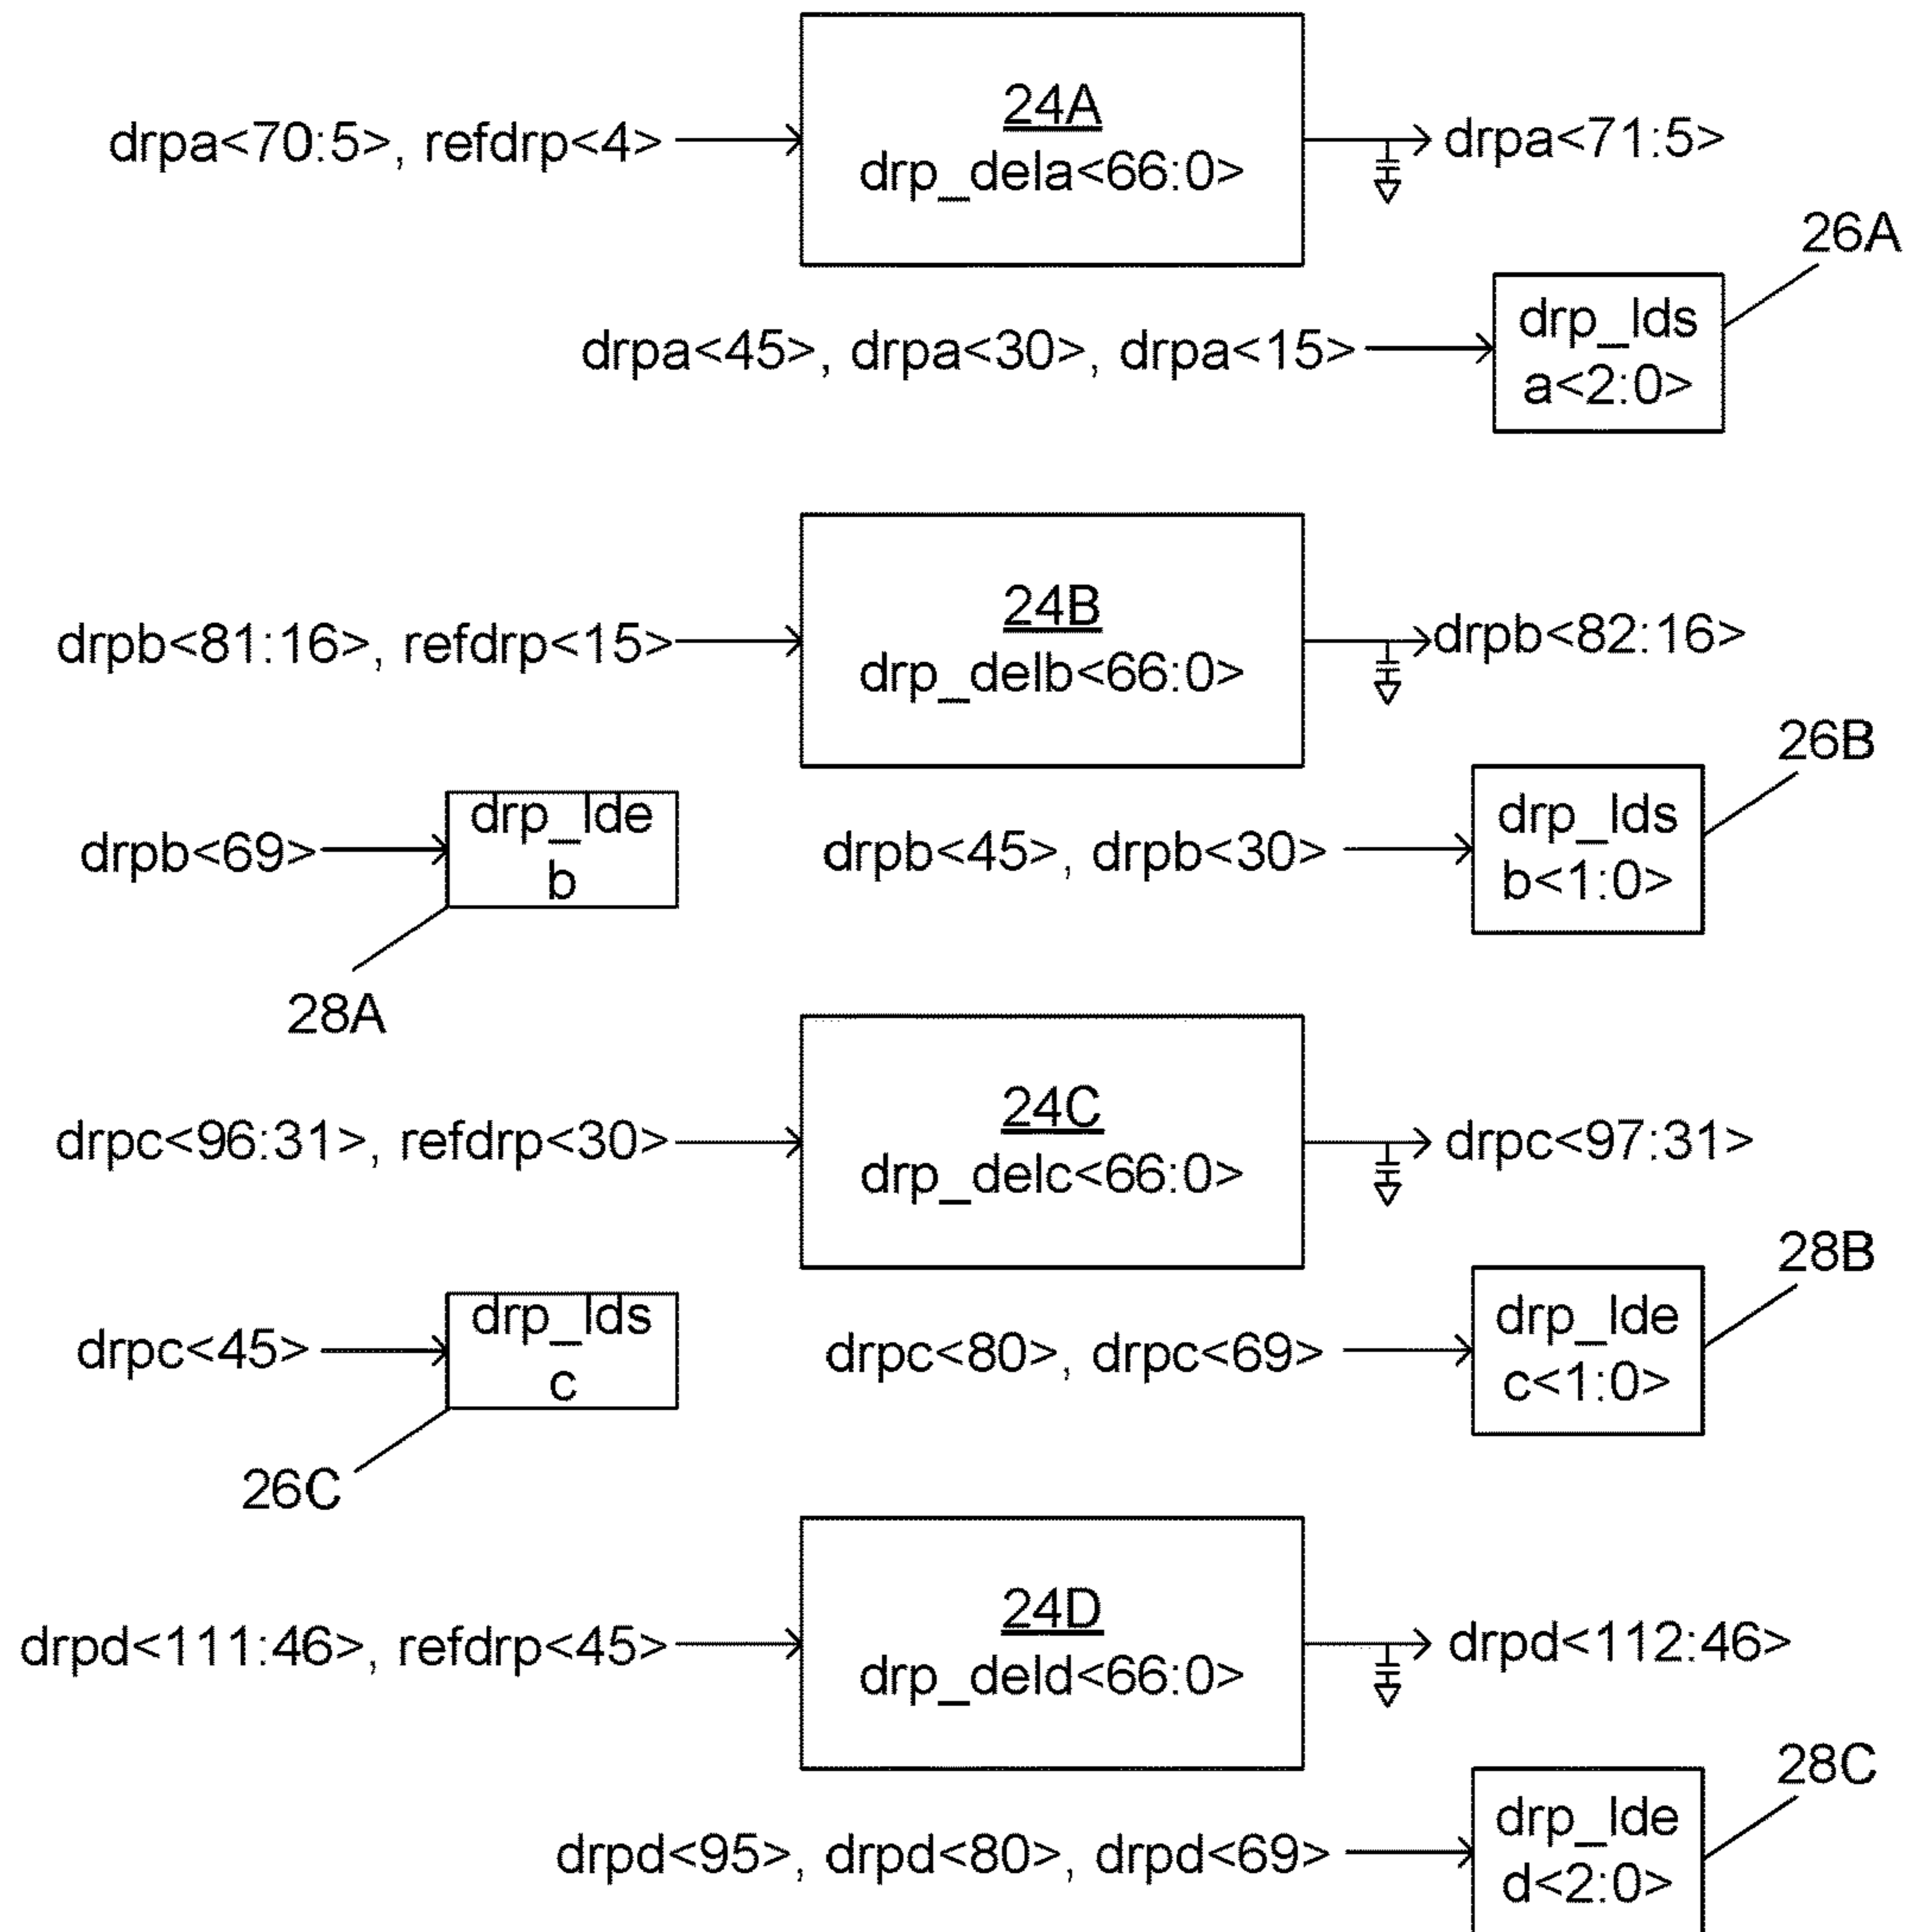 24A
drpa<70:5>, refdrp<4>
drp_dela<66:0>
drpa<71:5>
26A
drpa<45>, drpa<30>, drpa<15>
drp_lds
a<2:0>
24B
drpb<81:16>, refdrp<15>
drp_delb<66:0>
drpb<82:16>
26B
drpb<69>
drp_lde
b
28A
drpb<45>, drpb<30>
drp_lds
b<1:0>
24C
drpc<96:31>, refdrp<30>
drp_delc<66:0>
drpc<97:31>
28B
drpc<45>
drp_lds
c
26C
drpc<80>, drpc<69>
drp_lde
c<1:0>
24D
drpd<111:46>, refdrp<45>
drp_deld<66:0>
drpd<112:46>
28C
drpd<95>, drpd<80>, drpd<69>
drp_lde
d<2:0>